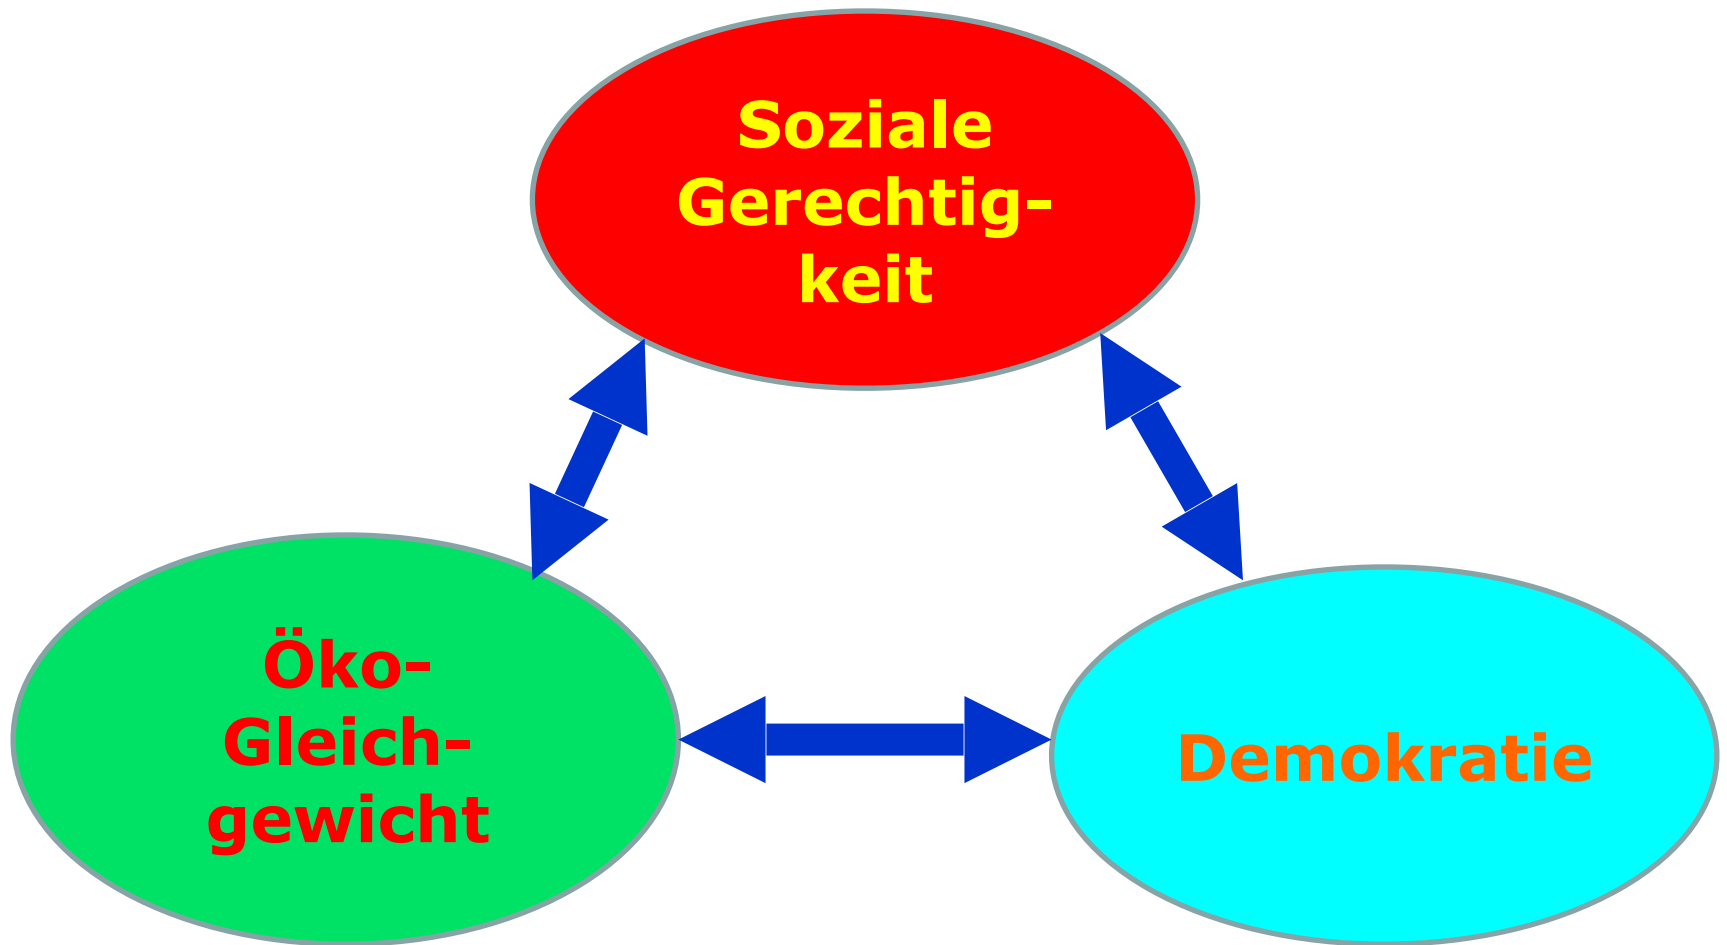 Soziale
Gerechtig-
keit
Öko-
Gleich-
gewicht
Demokratie